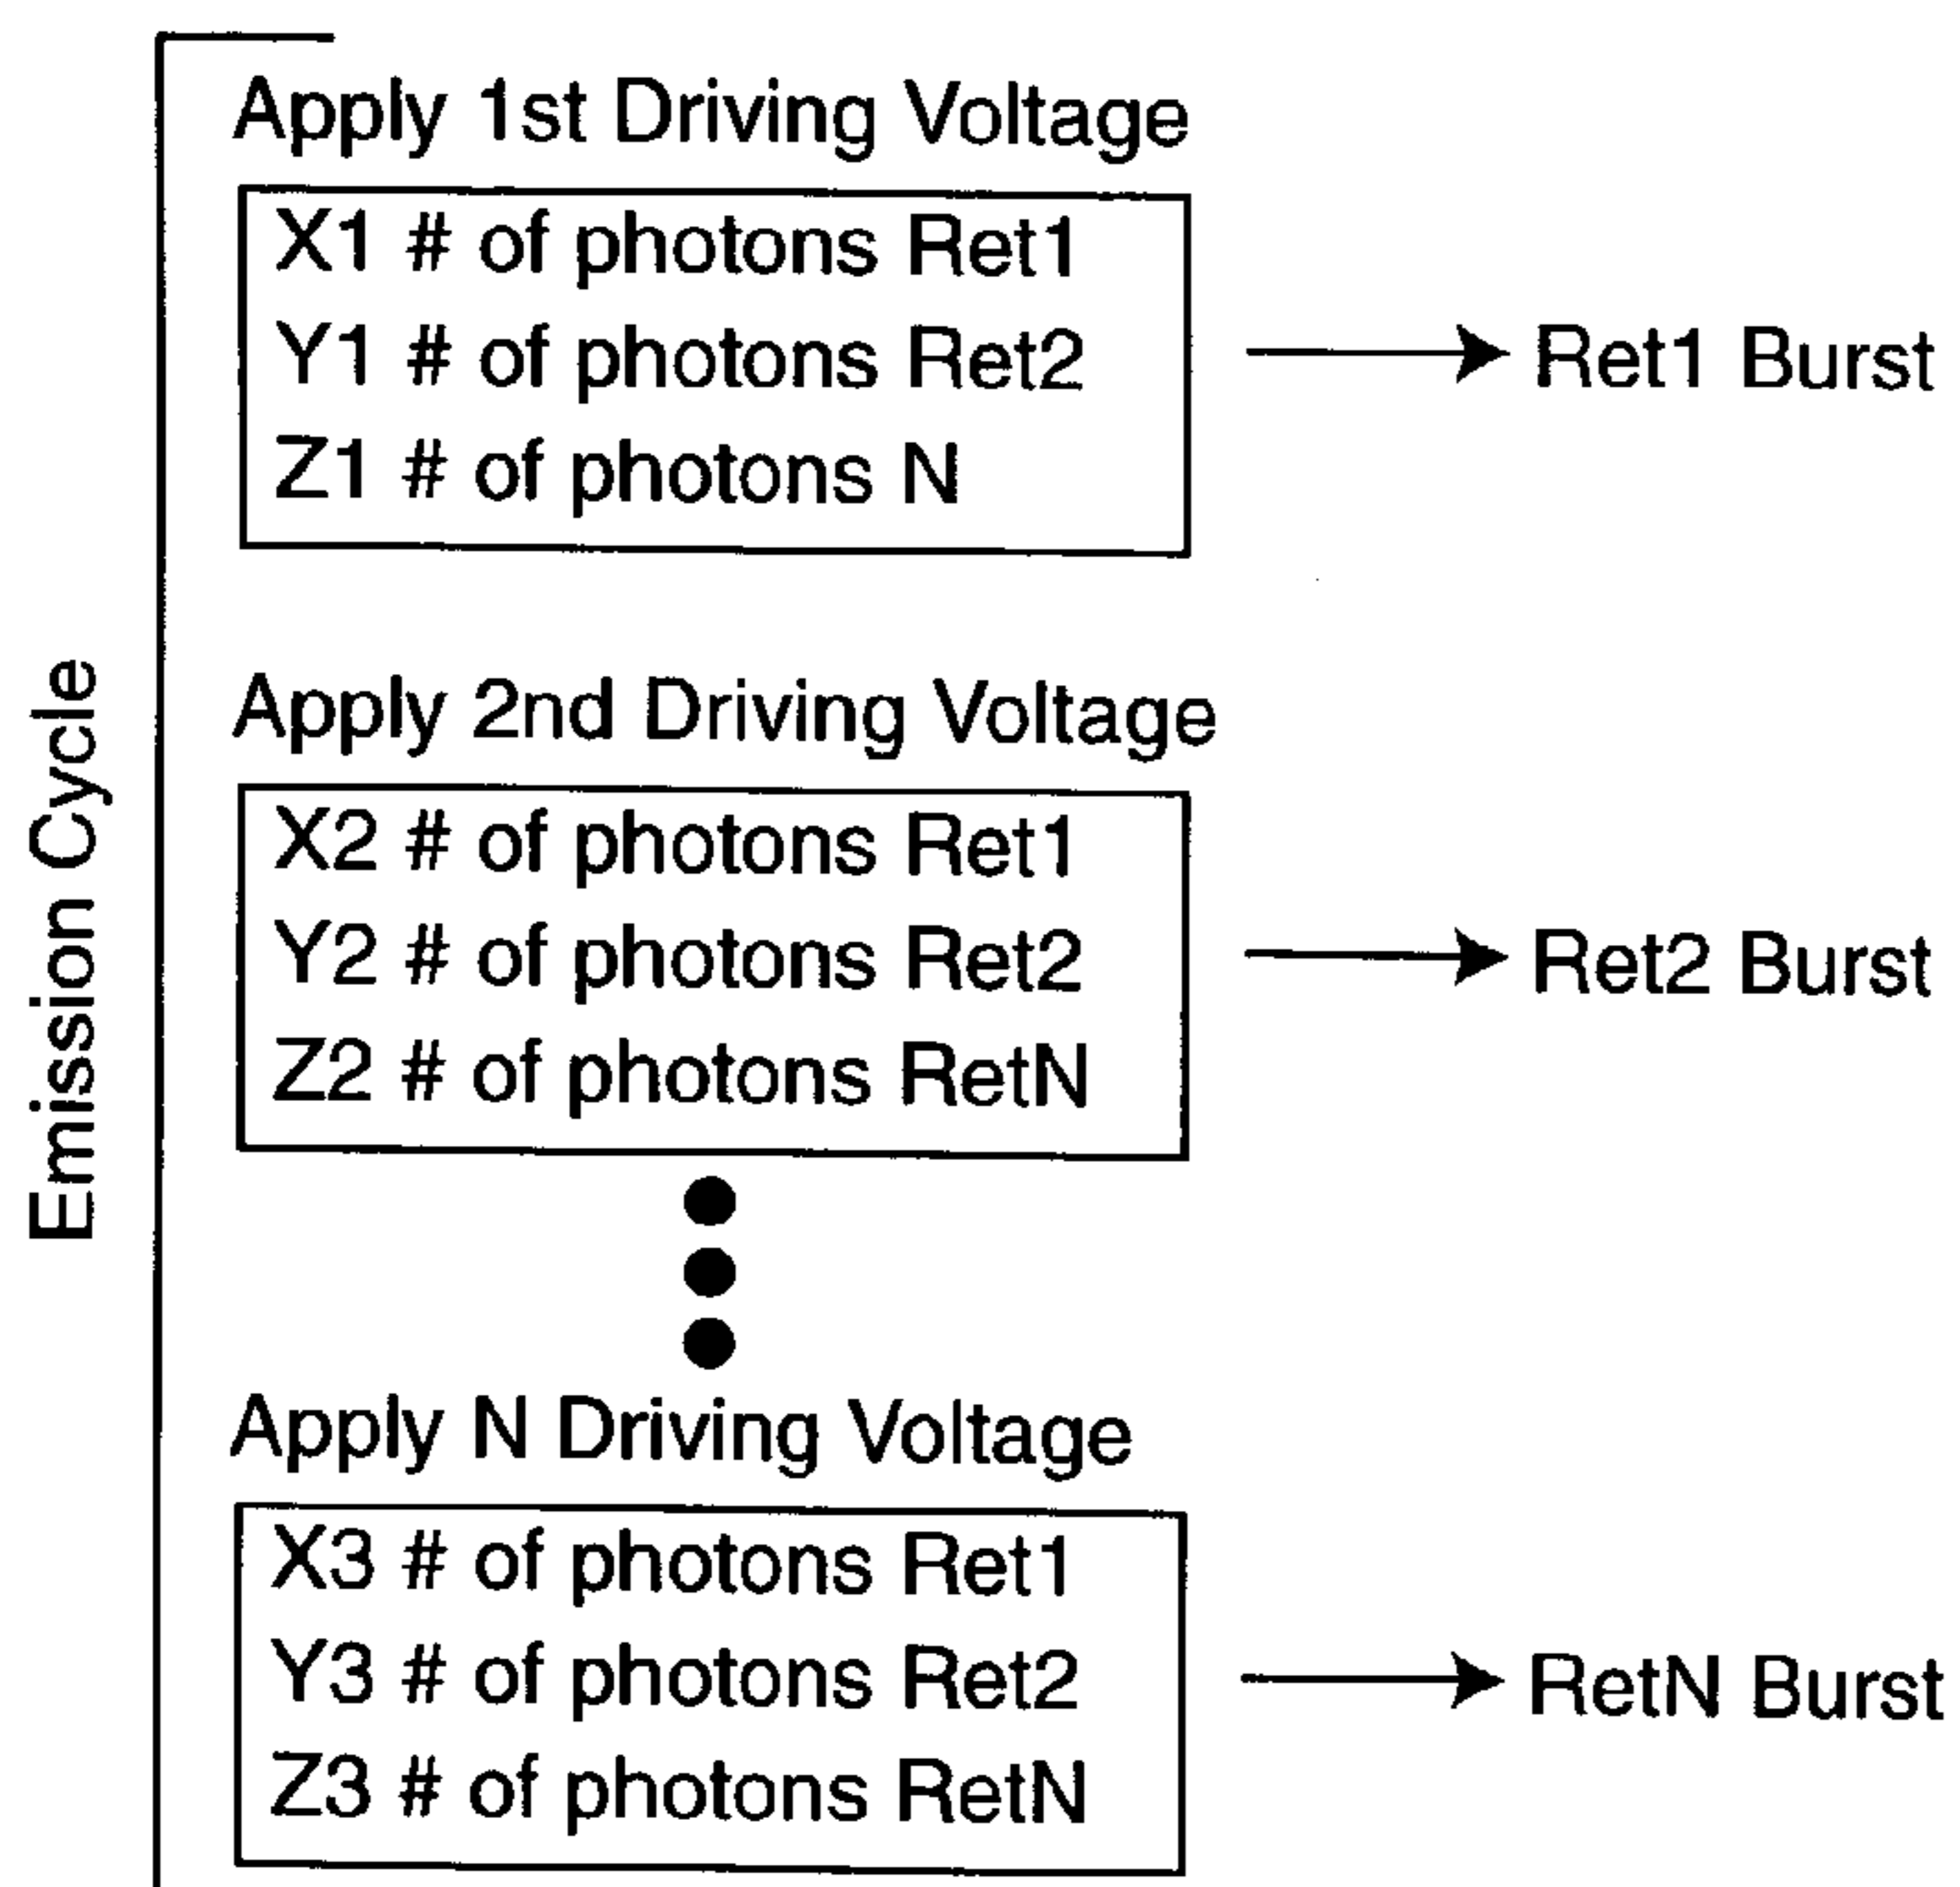 Emission Cycle
Apply 1st Driving Voltage
X1 # of photons Ret1
Y1 # of photons Ret2
Z1 # of photons N
Ret1 Burst
Apply 2nd Driving Voltage
X2 # of photons Ret1
Y2 # of photons Ret2
Z2 # of photons RetN
Ret2 Burst
Apply N Driving Voltage
X3 # of photons Ret1
Y3 # of photons Ret2
Z3 # of photons RetN
RetN Burst